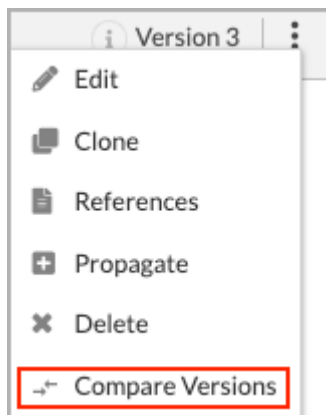 i Version 3
Edit
Clone
References
Propagate
Delete
Compare Versions